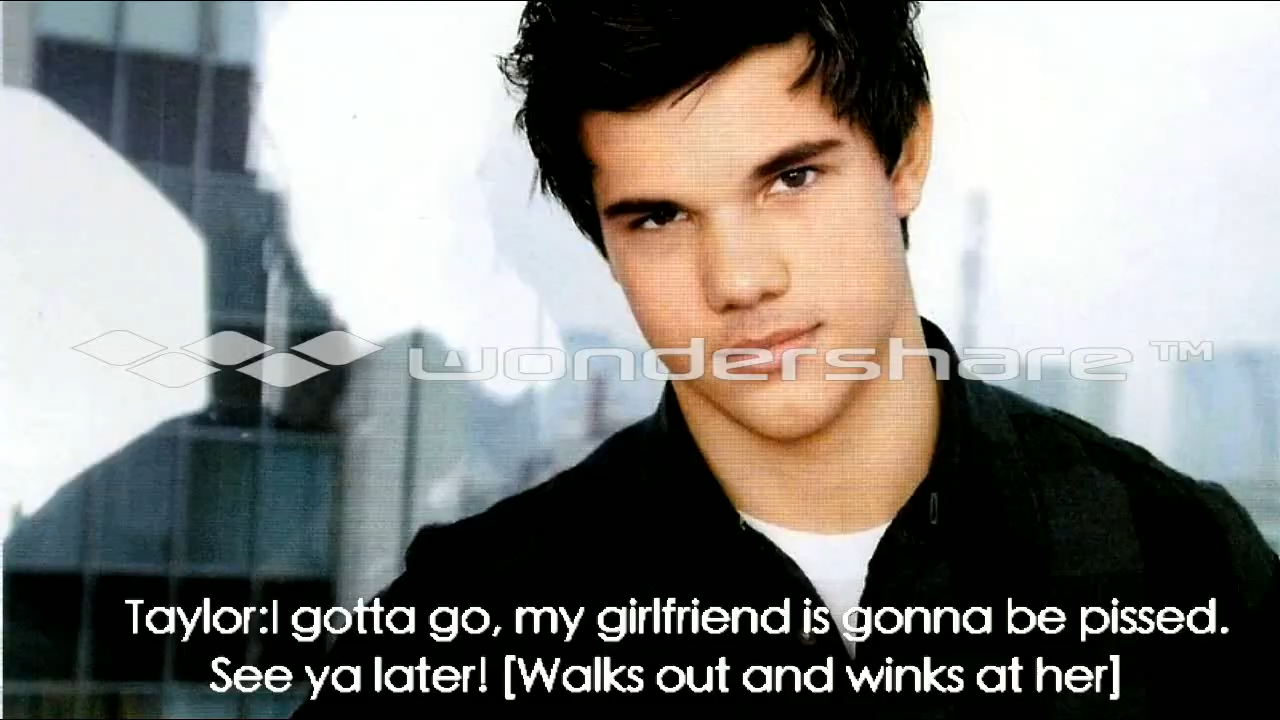 wondershare™
Taylor:I gotta go, my girlfriend is gonna be pissed.
See ya later! [Walks out and winks at her]